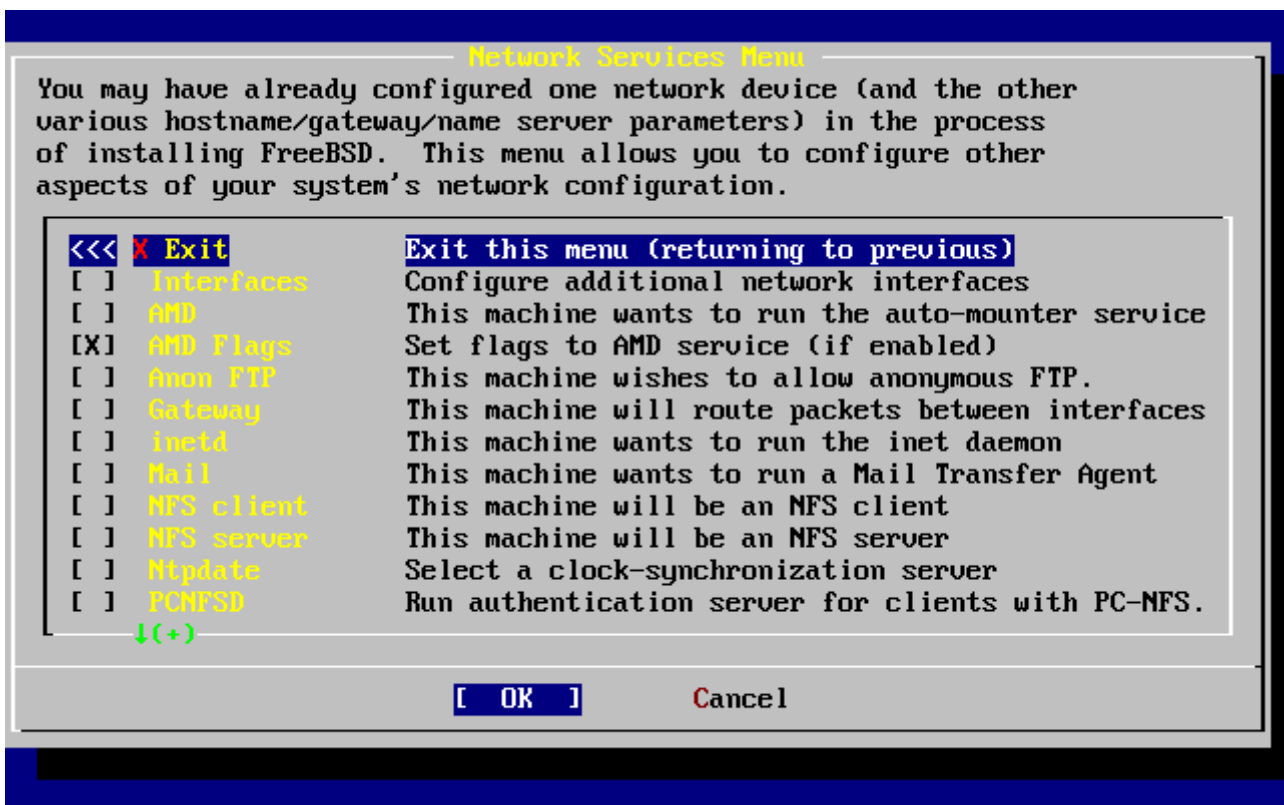 Network Services Menu
You may have already configured one network device (and the other
various hostname/gateway/name server parameters) in the process
of installing FreeBSD.  This menu allows you to configure other
aspects of your system's network configuration.
<<< X Exit Exit this menu (returning to previous)
[ ] Interfaces Configure additional network interfaces
[ ] AMD This machine wants to run the auto-mounter service
[X] AMD Flags Set flags to AMD service (if enabled)
[ ] Anon FTP This machine wishes to allow anonymous FTP.
[ ] Gateway This machine will route packets between interfaces
[ ] inetd This machine wants to run the inet daemon
[ ] Mail This machine wants to run a Mail Transfer Agent
[ ] NFS client This machine will be an NFS client
[ ] NFS server This machine will be an NFS server
[ ] Ntpdate Select a clock-synchronization server
[ ] PCNFSD Run authentication server for clients with PC-NFS.
↓(+)
[ OK ] Cancel